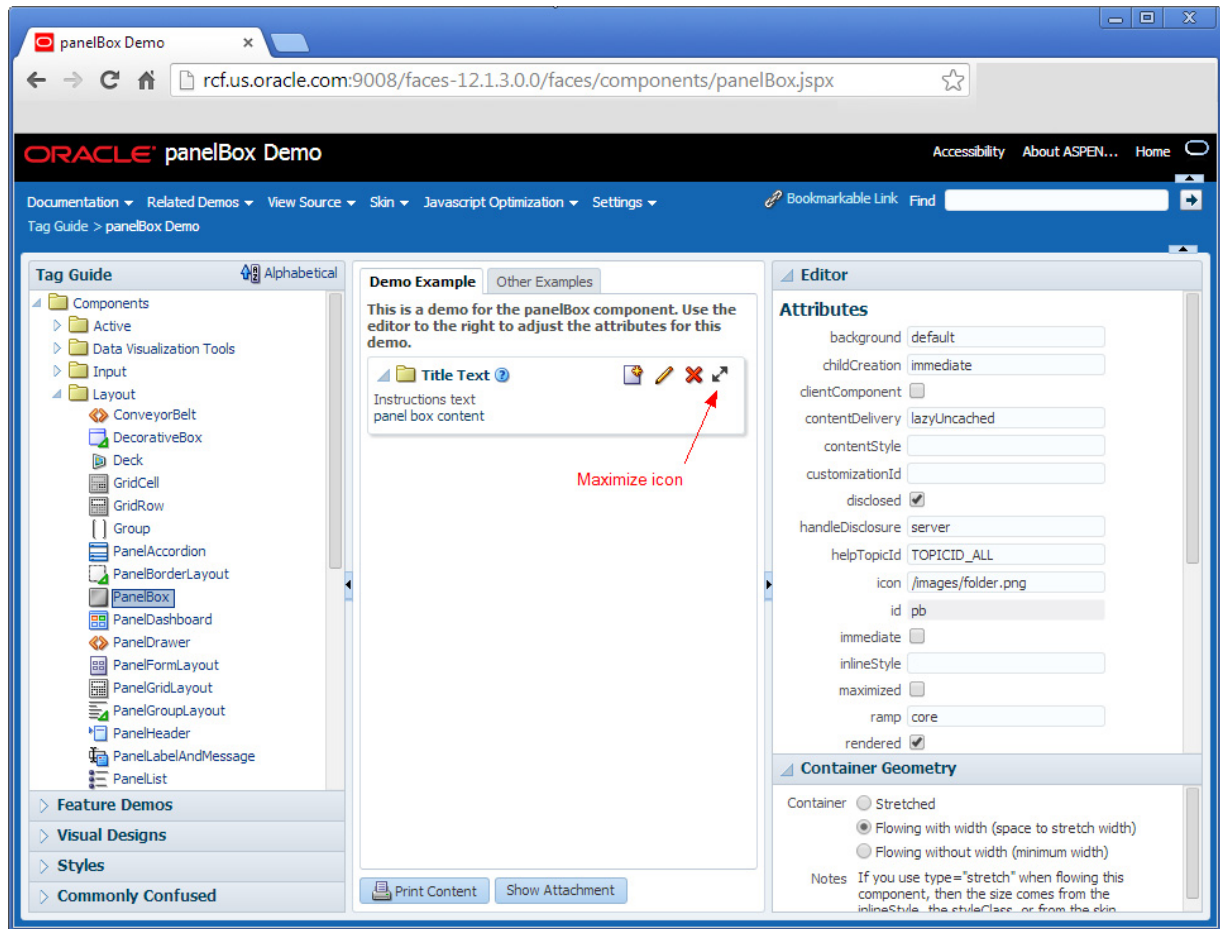 panelBox Demo
rcf.us.oracle.com:9008/faces-12.1.3.0.0/faces/components/panelBox.jspx
ORACLE panelBox Demo
Accessibility About ASPEN... Home
Documentation Related Demos View Source Skin Javascript Optimization Settings
Bookmarkable Link Find
Tag Guide > panelBox Demo
Tag Guide Alphabetical
Components
Active
Data Visualization Tools
Input
Layout
ConveyorBelt
DecorativeBox
Deck
GridCell
GridRow
Group
PanelAccordion
PanelBorderLayout
PanelBox
PanelDashboard
PanelDrawer
PanelFormLayout
PanelGridLayout
PanelGroupLayout
PanelHeader
PanelLabelAndMessage
PanelList
Feature Demos
Visual Designs
Styles
Commonly Confused
Demo Example Other Examples
This is a demo for the panelBox component. Use the
editor to the right to adjust the attributes for this
demo.
Title Text
Instructions text
panel box content
Maximize icon
Print Content Show Attachment
Editor
Attributes
background default
childCreation immediate
clientComponent
contentDelivery lazyUncached
contentStyle
customizationId
disclosed
handleDisclosure server
helpTopicId TOPICID_ALL
icon /images/folder.png
id pb
immediate
inlineStyle
maximized
ramp core
rendered
Container Geometry
Container Stretched
Flowing with width (space to stretch width)
Flowing without width (minimum width)
Notes If you use type="stretch" when flowing this
component, then the size comes from the
inlineStyle, the styleClass, or from the skin